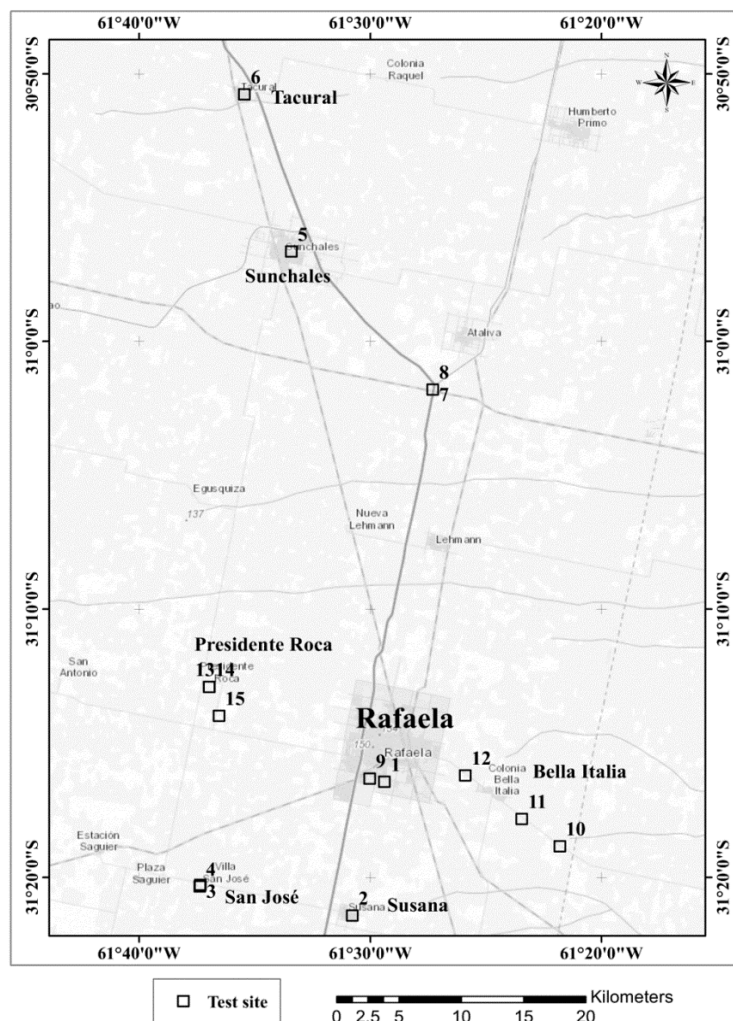 61°40'0"W 61°30'0"W 61°20'0"W
30°50'0"S 30°50'0"S
N
W E
S
Colonia
Raquel
6
Tacural
Tacural
Humberto
Primo
5
Sunchales
Sunchales
ao
31°0'0"S 31°0'0"S
Ataliva
8
7
Egusquiza
137
Nueva
Lehmann
Lehmann
31°10'0"S 31°10'0"S
Presidente Roca
San
Antonio
Presidente
Roca
1314
15
Rafaela
150
Rafaela
9 1
12
Colonia
Bella
Italia
Bella Italia
11
10
Estación
Saguier
Plaza
Saguier
4
Villa
San José
3
San José
31°20'0"S 31°20'0"S
2
Susana
Susana
61°40'0"W 61°30'0"W 61°20'0"W
Test site
Kilometers
0 2.5 5 10 15 20